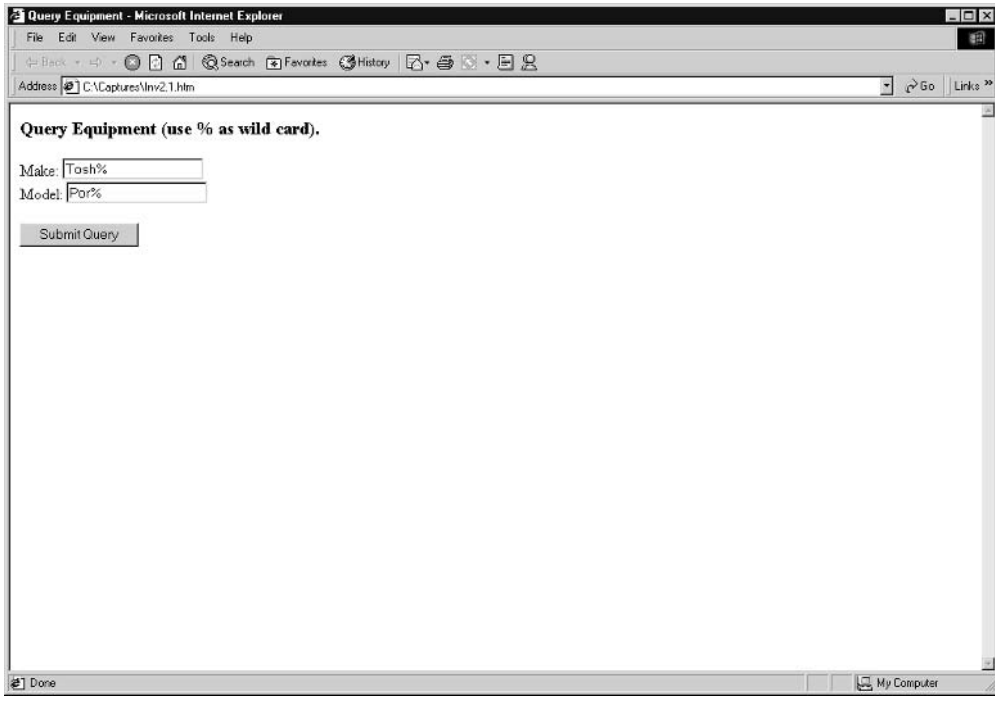 Query Equipment - Microsoft Internet Explorer
File Edit View Favorites Tools Help
Back Search Favorites History
Address C:\Captures\Inv2.1.htm Go Links »
Query Equipment (use % as wild card).
Make: Tosh%
Model: Por%
Submit Query
Done My Computer